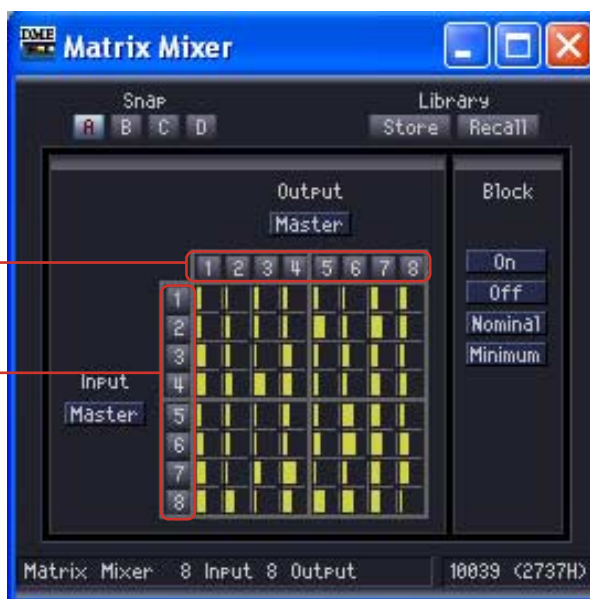 DME Matrix Mixer
Snap Library
A B C D Store Recall
Output Block
Master
1 2 3 4 5 6 7 8 On
1 Off
2 Nominal
3 Minimum
Input 4
Master 5
6
7
8
Matrix Mixer 8 Input 8 Output 10039 (2737H)